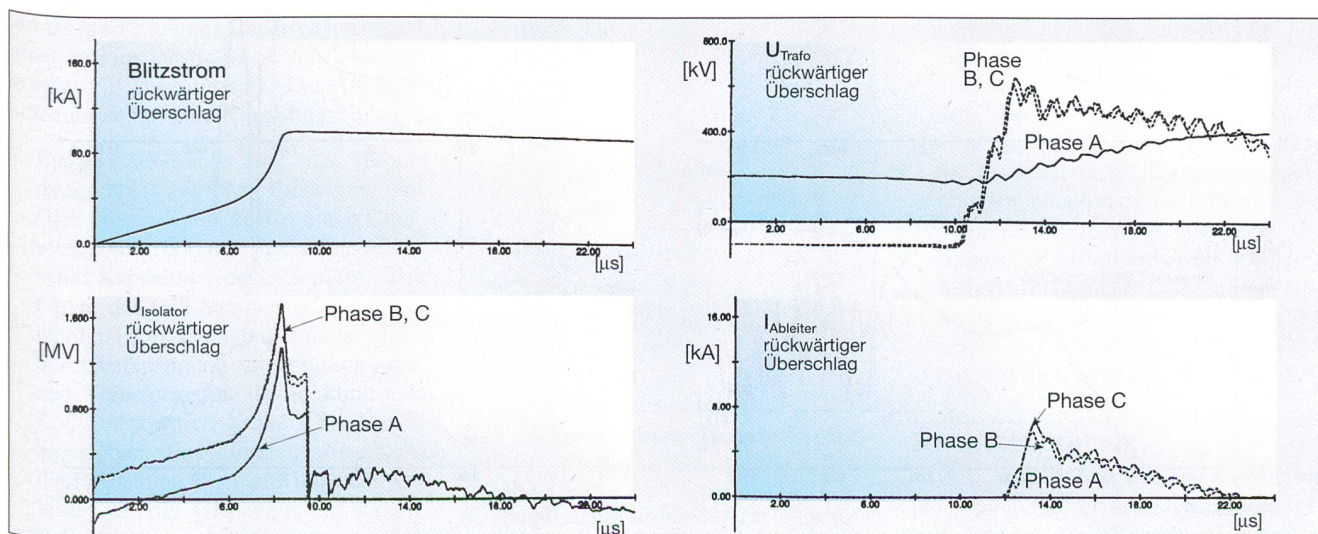 160.0
Blitzstrom
[kA]
rückwärtiger
Überschlag
80.0
0.0
2.00
6.00
10.00
14.00
18.00
22.00
[µs]
800.0
[kV]
U Trafo
rückwärtiger
Überschlag
Phase
B, C
400.0
Phase A
0.0
2.00
6.00
10.00
14.00
18.00
22.00
[µs]
1.600
U Isolator
rückwärtiger
Überschlag
[MV]
Phase B, C
0.800
Phase A
0.000
2.00
6.00
10.00
14.00
18.00
[µs]
16.00
I Ableiter
[kA]
rückwärtiger
Überschlag
8.00
Phase C
Phase B
Phase A
0.00
2.00
6.00
10.00
14.00
18.00
22.00
[µs]